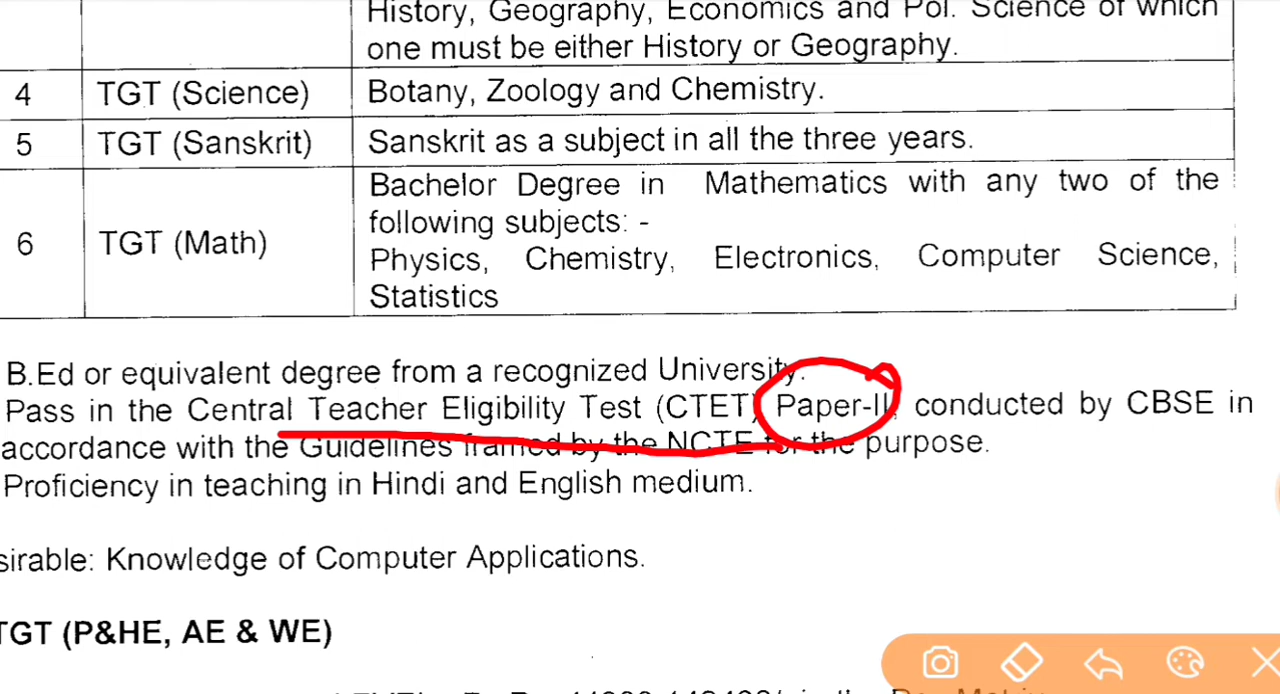 History, Geography, Economics and Pol. Science of which
one must be either History or Geography.
4 TGT (Science) Botany, Zoology and Chemistry.
5 TGT (Sanskrit) Sanskrit as a subject in all the three years.
6 TGT (Math) Bachelor Degree in Mathematics with any two of the
following subjects: -
Physics, Chemistry, Electronics, Computer Science,
Statistics
B.Ed or equivalent degree from a recognized University.
Pass in the Central Teacher Eligibility Test (CTET) Paper-II, conducted by CBSE in
accordance with the Guidelines framed by the NCTE for the purpose.
Proficiency in teaching in Hindi and English medium.
sirable: Knowledge of Computer Applications.
TGT (P&HE, AE & WE)